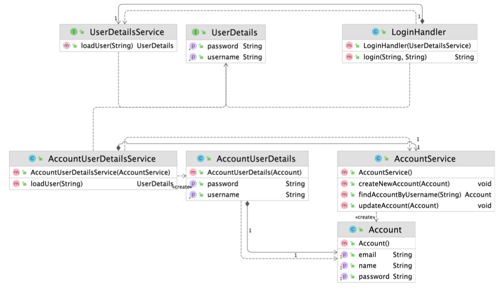 UserDetailsService
loadUser(String) UserDetails
UserDetails
password String
username String
LoginHandler
LoginHandler(UserDetailsService)
login(String, String) String
1
1
AccountUserDetailsService
AccountUserDetailsService(AccountService)
loadUser(String) UserDetails
«create»
AccountUserDetails
AccountUserDetails(Account)
password String
username String
AccountService
AccountService()
createNewAccount(Account) void
findAccountByUsername(String) Account
updateAccount(Account) void
1
1
«create»
Account
Account()
email String
name String
password String
1
1